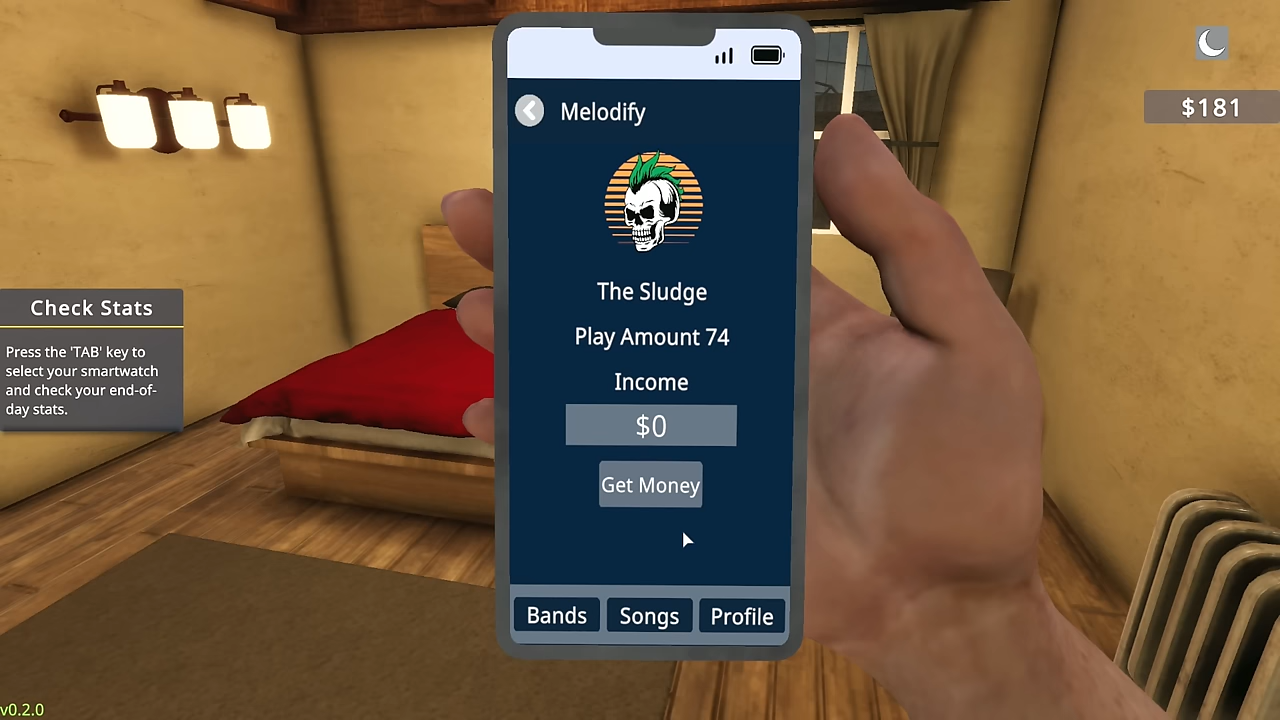 Melodify
$181
The Sludge
Check Stats
Play Amount 74
Press the 'TAB' key to
select your smartwatch
and check your end-of-
day stats.
Income
$0
Get Money
Bands Songs Profile
v0.2.0